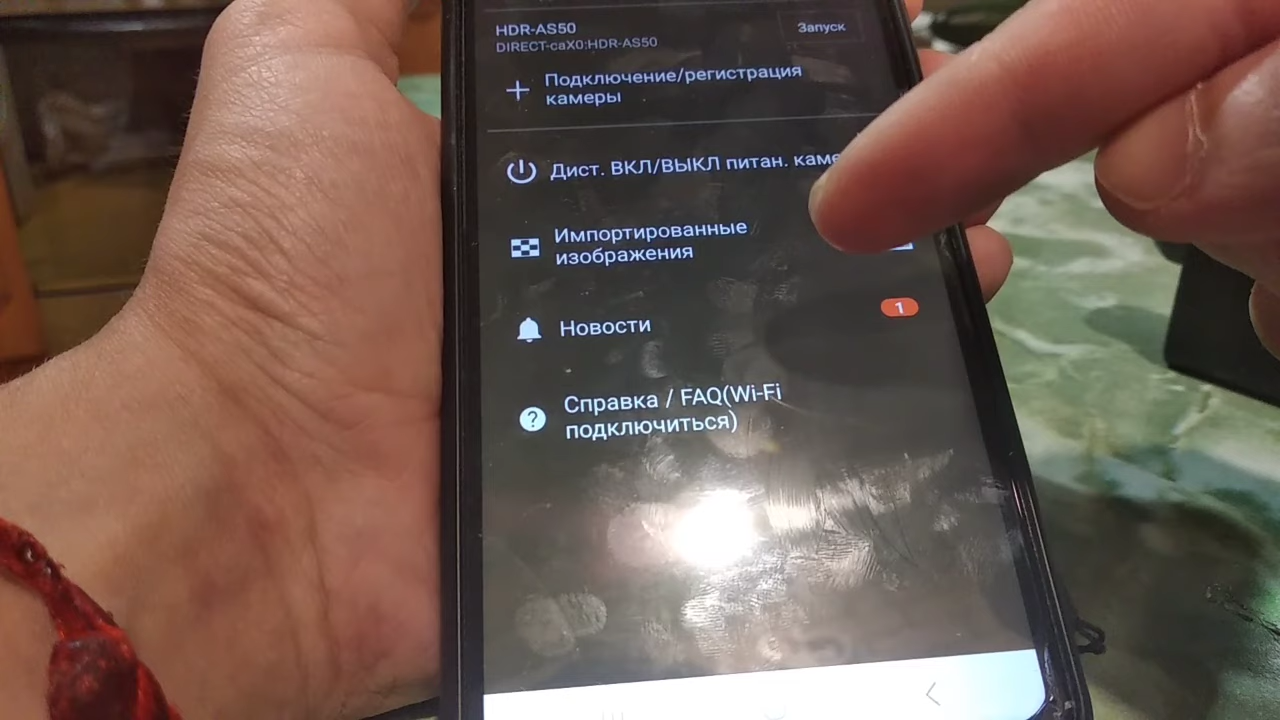 HDR-AS50
Запуск
DIRECT-caX0:HDR-AS50
Подключение/регистрация
камеры
Дист. ВКЛ/ВЫКЛ питан.
Импортированные
изображения
Новости
1
Справка / FAQ(Wi-Fi
подключиться)